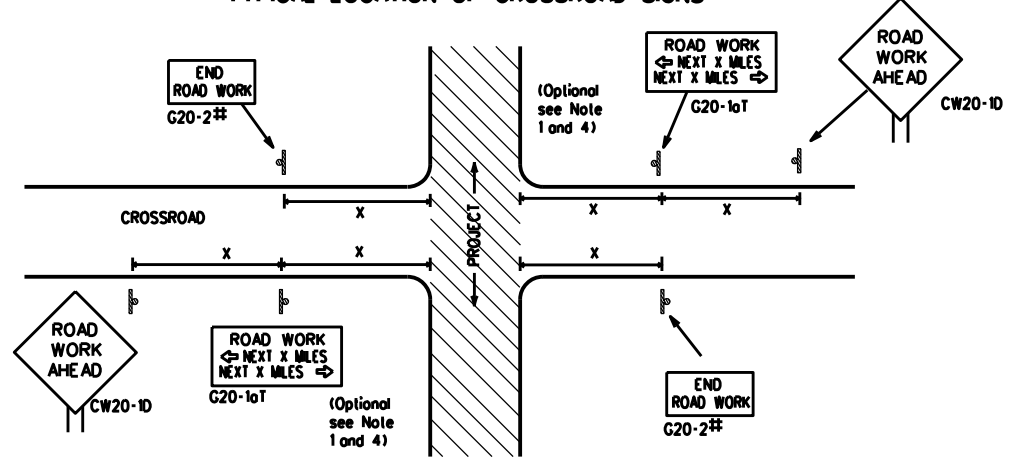 TYPICAL LOCATION OF CROSSROAD SIGNS
END
ROAD WORK
G20-2#
(Optional
see Note
1 and 4)
ROAD WORK
⇦ NEXT X MILES
NEXT X MILES ⇨
G20-1aT
ROAD
WORK
AHEAD
CW20-1D
CROSSROAD
X
X
X
X
X
X
PROJECT
ROAD
WORK
AHEAD
CW20-1D
ROAD WORK
⇦ NEXT X MILES
NEXT X MILES ⇨
G20-1aT
(Optional
see Note
1 and 4)
END
ROAD WORK
G20-2#